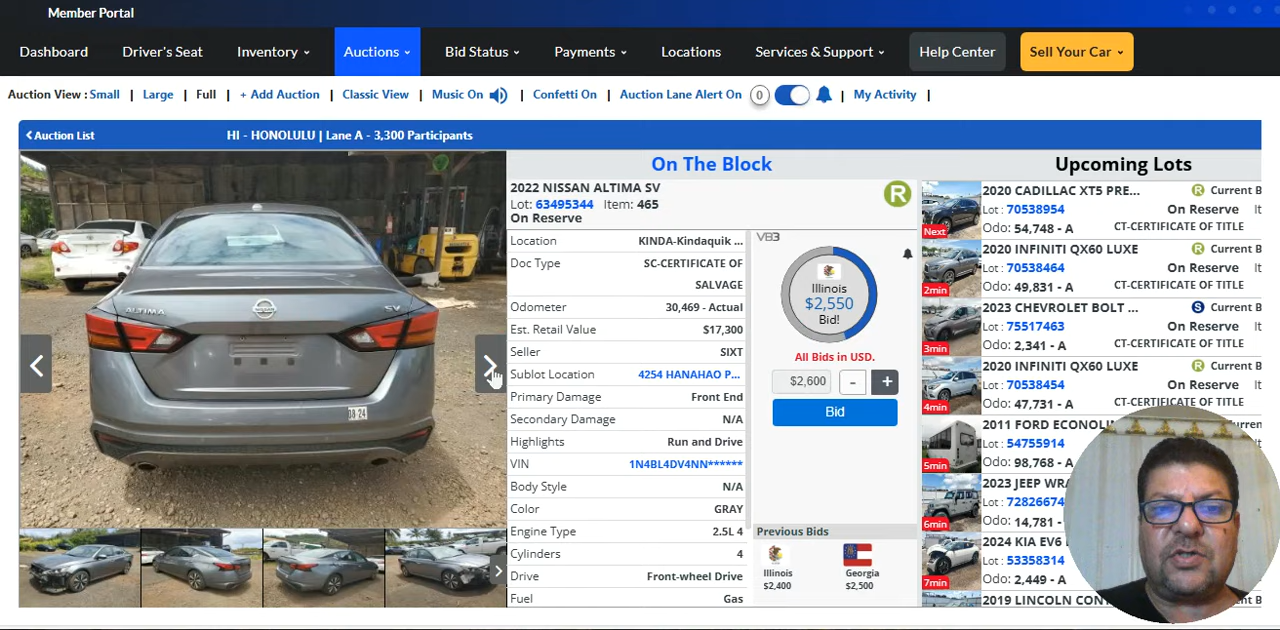 Member Portal
Dashboard Driver's Seat Inventory Auctions Bid Status Payments Locations Services & Support Help Center Sell Your Car
Auction View : Small | Large | Full | + Add Auction | Classic View | Music On | Confetti On | Auction Lane Alert On 0 | My Activity |
Auction List HI - HONOLULU | Lane A - 3,300 Participants
ALTIMA
SV
08-24
On The Block
2022 NISSAN ALTIMA SV
Lot: 63495344 Item: 465
On Reserve
R
Location KINDA-Kindaquik ...
Doc Type SC-CERTIFICATE OF
SALVAGE
Odometer 30,469 - Actual
Est. Retail Value $17,300
Seller SIXT
Sublot Location 4254 HANAHAO P...
Primary Damage Front End
Secondary Damage N/A
Highlights Run and Drive
VIN 1N4BL4DV4NN******
Body Style N/A
Color GRAY
Engine Type 2.5L 4
Cylinders 4
Drive Front-wheel Drive
Fuel Gas
VB3
Illinois
$2,550
Bid!
All Bids in USD.
$2,600 - +
Bid
Previous Bids
Illinois
$2,400
Georgia
$2,500
Upcoming Lots
2020 CADILLAC XT5 PRE... R Current B
Lot : 70538954 On Reserve It
Next Odo: 54,748 - A CT-CERTIFICATE OF TITLE
2020 INFINITI QX60 LUXE R Current B
Lot : 70538464 On Reserve It
2min Odo: 49,831 - A CT-CERTIFICATE OF TITLE
2023 CHEVROLET BOLT ... S Current B
Lot : 75517463 On Reserve It
3min Odo: 2,341 - A CT-CERTIFICATE OF TITLE
2020 INFINITI QX60 LUXE R Current B
Lot : 70538454 On Reserve It
4min Odo: 47,731 - A CT-CERTIFICATE OF TITLE
2011 FORD ECONOLIN
Lot : 54755914
5min Odo: 98,768 - A
2023 JEEP WRA
Lot : 72826674
6min Odo: 14,781 -
2024 KIA EV6
Lot : 53358314
7min Odo: 2,449 - A
2019 LINCOLN CONT